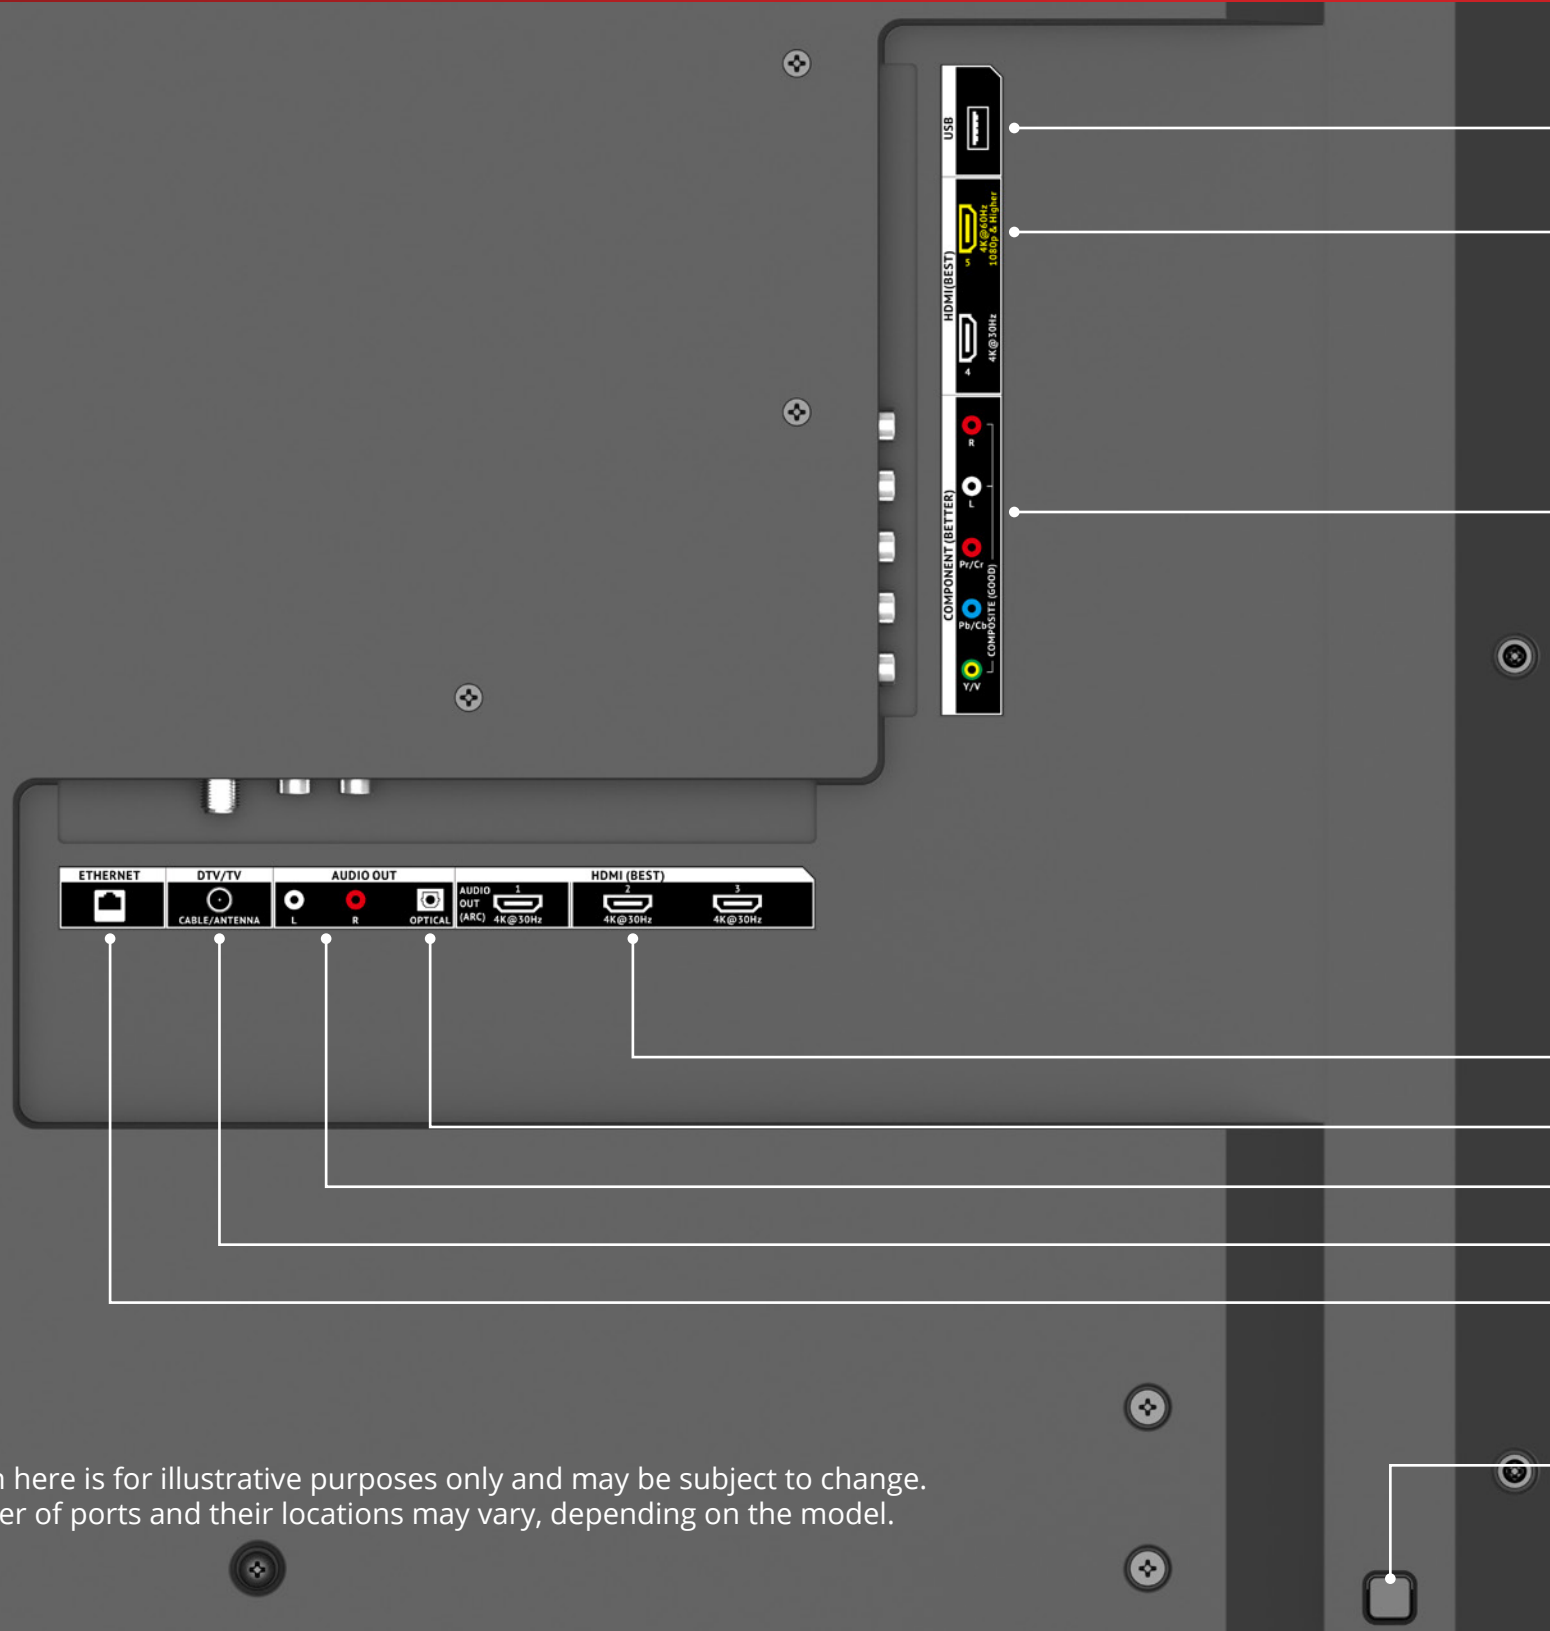 USB
HDMI(BEST)
5
4K@60Hz
1080p & Higher
4
4K@30Hz
COMPONENT (BETTER)
R
L
Pr/Cr
Pb/Cb
Y/V
COMPOSITE (GOOD)
ETHERNET
DTV/TV
CABLE/ANTENNA
AUDIO OUT
L
R
OPTICAL
HDMI (BEST)
AUDIO
OUT
(ARC)
1
4K@30Hz
2
4K@30Hz
3
4K@30Hz
here is for illustrative purposes only and may be subject to change.
of ports and their locations may vary, depending on the model.